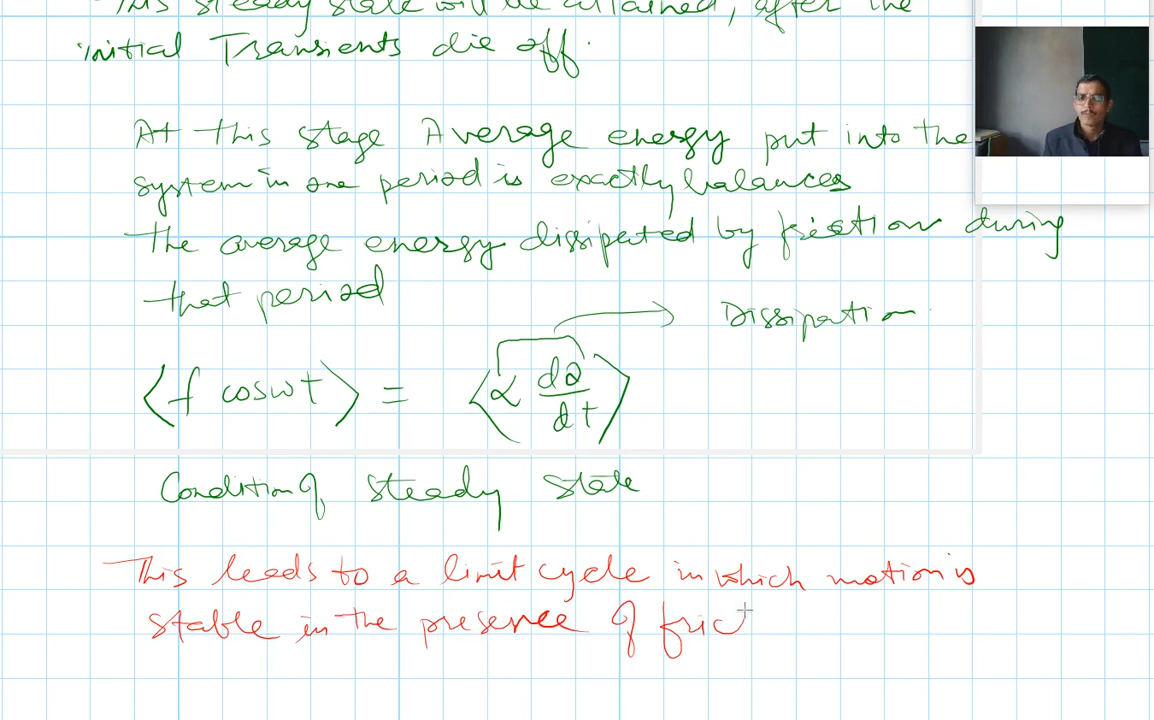 This steady state will be attained, after the
initial Transients die off.
At this stage Average energy put into the
system in one period is exactly balances
the average energy dissipated by friction during
that period
Dissipation
⟨f cosωt⟩ = ⟨α dθ/dt⟩
Condition of steady state
This leads to a limit cycle in which motion is
stable in the presence of fric